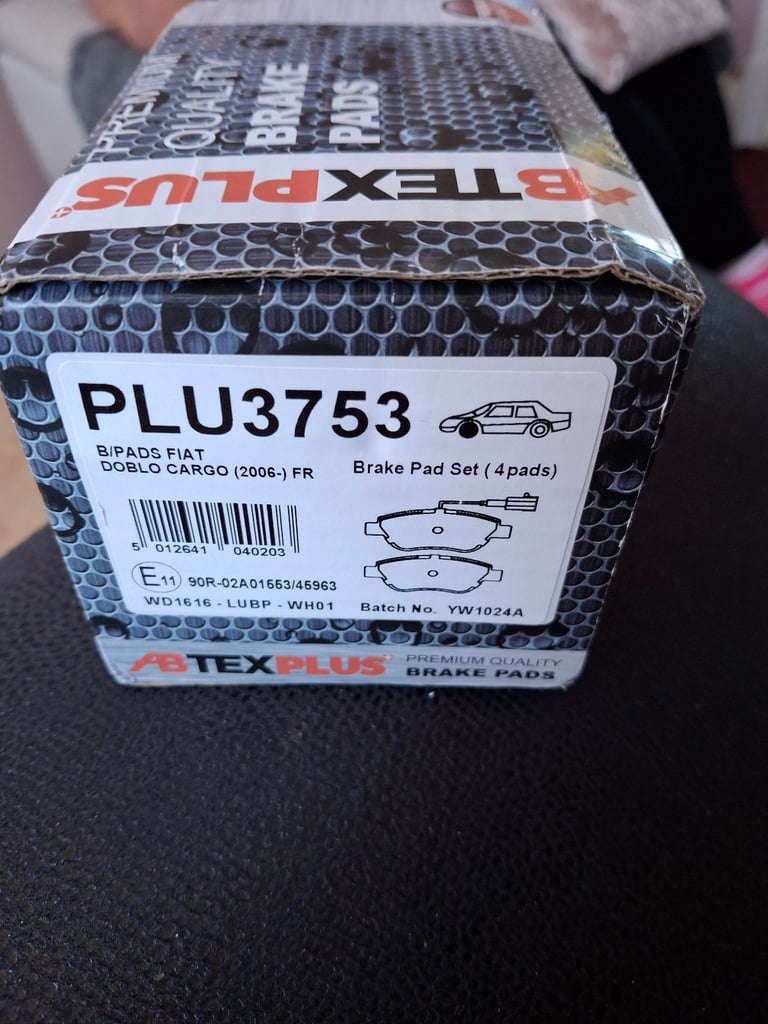 PREMIUM
QUALITY
BRAKE
PADS
ABTEXPLUS+
PLU3753
B/PADS FIAT
DOBLO CARGO (2006-) FR
Brake Pad Set ( 4pads)
5 012641 040203
E11 90R-02A01553/45963
WD1616 - LUBP - WH01
Batch No. YW1024A
ABTEXPLUS+ PREMIUM QUALITY
BRAKE PADS